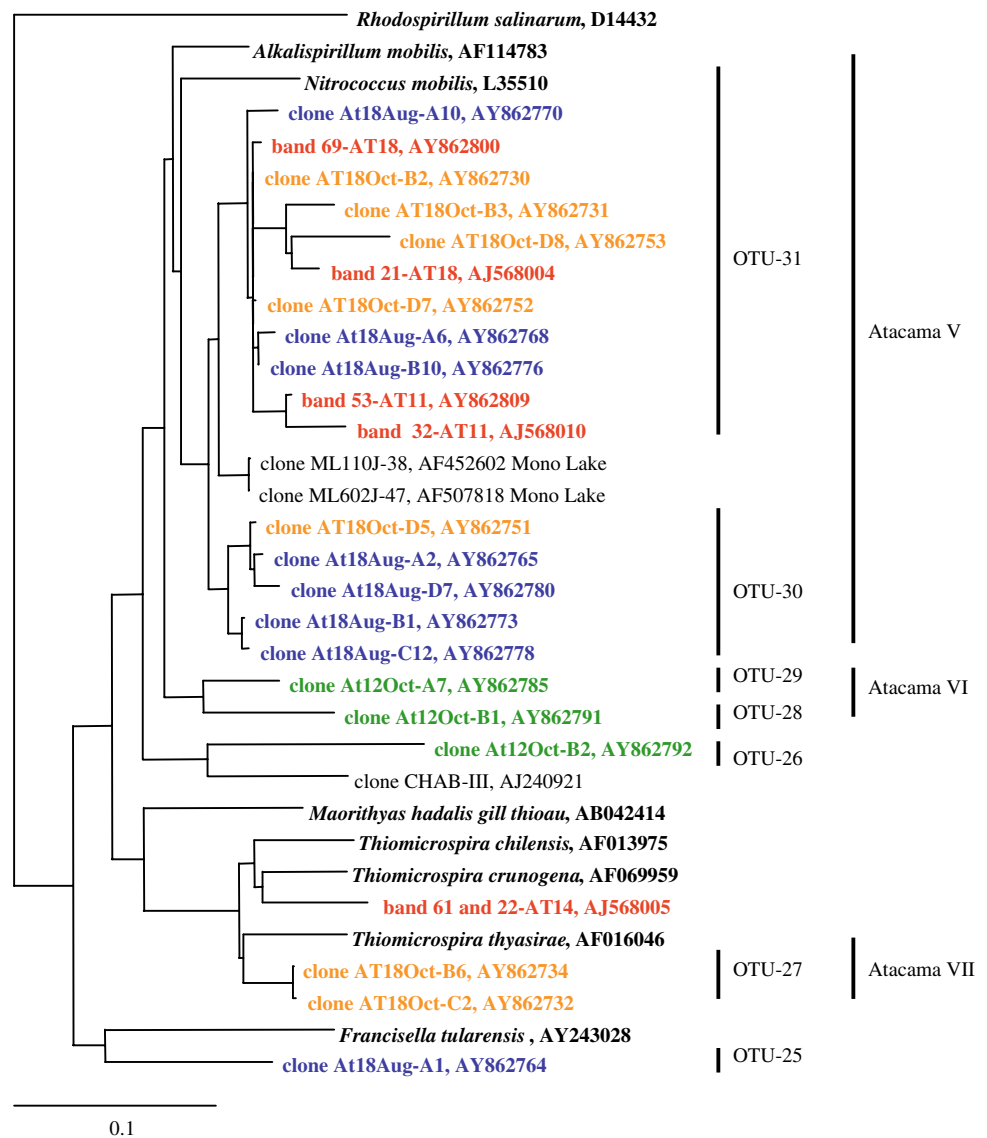 Rhodospirillum salinarum, D14432
Alkalispirillum mobilis, AF114783
Nitrococcus mobilis, L35510
clone At18Aug-A10, AY862770
band 69-AT18, AY862800
clone AT18Oct-B2, AY862730
clone AT18Oct-B3, AY862731
clone AT18Oct-D8, AY862753
OTU-31
band 21-AT18, AJ568004
clone AT18Oct-D7, AY862752
clone At18Aug-A6, AY862768
Atacama V
clone At18Aug-B10, AY862776
band 53-AT11, AY862809
band 32-AT11, AJ568010
clone ML110J-38, AF452602 Mono Lake
clone ML602J-47, AF507818 Mono Lake
clone AT18Oct-D5, AY862751
clone At18Aug-A2, AY862765
clone At18Aug-D7, AY862780
OTU-30
clone At18Aug-B1, AY862773
clone At18Aug-C12, AY862778
clone At12Oct-A7, AY862785
OTU-29
Atacama VI
clone At12Oct-B1, AY862791
OTU-28
clone At12Oct-B2, AY862792
OTU-26
clone CHAB-III, AJ240921
Maorithyas hadalis gill thioau, AB042414
Thiomicrospira chilensis, AF013975
Thiomicrospira crunogena, AF069959
band 61 and 22-AT14, AJ568005
Thiomicrospira thyasirae, AF016046
clone AT18Oct-B6, AY862734
OTU-27
Atacama VII
clone AT18Oct-C2, AY862732
Francisella tularensis , AY243028
OTU-25
clone At18Aug-A1, AY862764
0.1